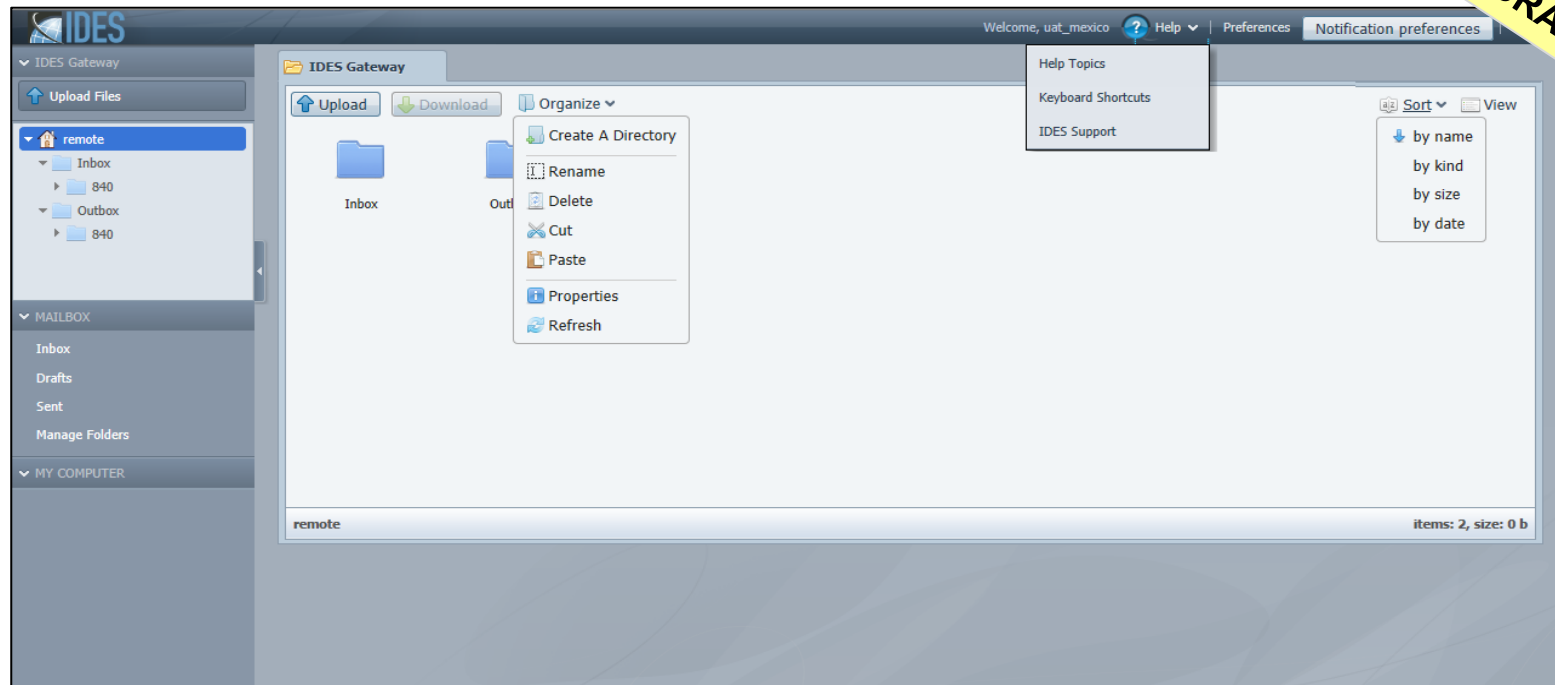 IDES
Welcome, uat_mexico ? Help | Preferences Notification preferences |
IDES Gateway
Upload Files
remote
Inbox
840
Outbox
840
MAILBOX
Inbox
Drafts
Sent
Manage Folders
MY COMPUTER
IDES Gateway
Upload Download Organize
Sort View
Create A Directory
Rename
Delete
Cut
Paste
Properties
Refresh
Help Topics
Keyboard Shortcuts
IDES Support
by name
by kind
by size
by date
Inbox
remote
items: 2, size: 0 b